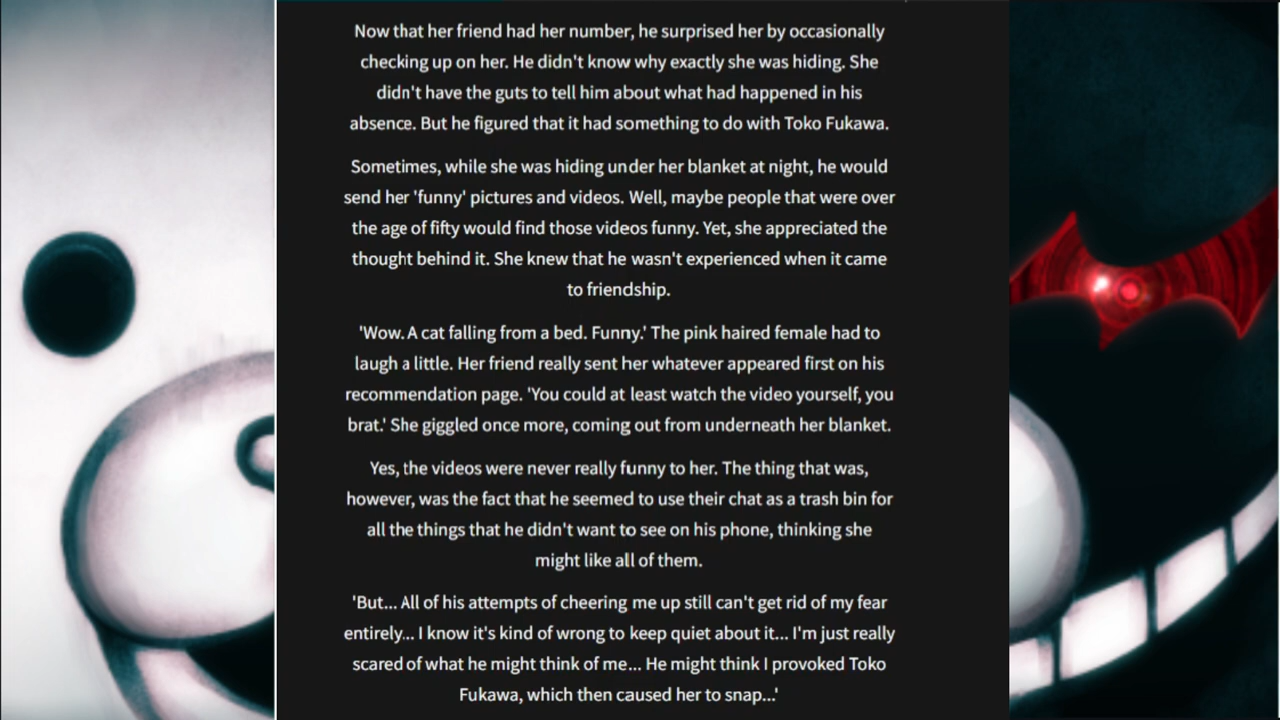 Now that her friend had her number, he surprised her by occasionally
checking up on her. He didn't know why exactly she was hiding. She
didn't have the guts to tell him about what had happened in his
absence. But he figured that it had something to do with Toko Fukawa.
Sometimes, while she was hiding under her blanket at night, he would
send her 'funny' pictures and videos. Well, maybe people that were over
the age of fifty would find those videos funny. Yet, she appreciated the
thought behind it. She knew that he wasn't experienced when it came
to friendship.
'Wow. A cat falling from a bed. Funny.' The pink haired female had to
laugh a little. Her friend really sent her whatever appeared first on his
recommendation page. 'You could at least watch the video yourself, you
brat.' She giggled once more, coming out from underneath her blanket.
Yes, the videos were never really funny to her. The thing that was,
however, was the fact that he seemed to use their chat as a trash bin for
all the things that he didn't want to see on his phone, thinking she
might like all of them.
'But... All of his attempts of cheering me up still can't get rid of my fear
entirely... I know it's kind of wrong to keep quiet about it... I'm just really
scared of what he might think of me... He might think I provoked Toko
Fukawa, which then caused her to snap...'